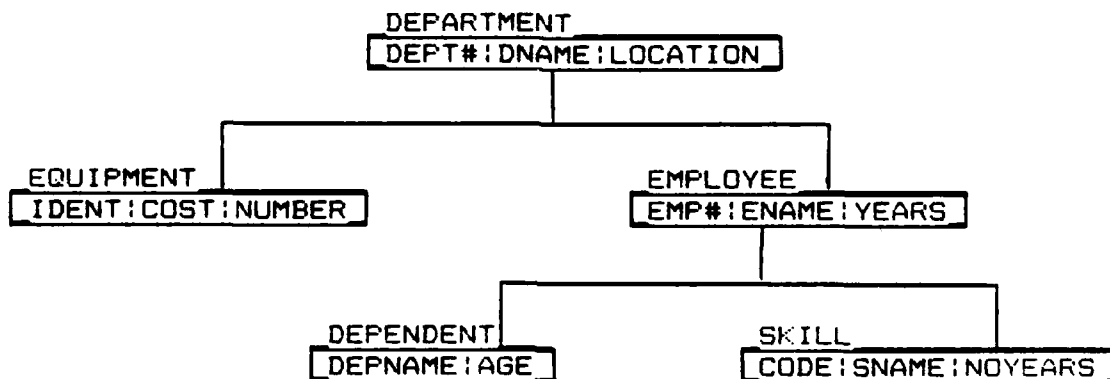 DEPARTMENT
DEPT#|DNAME|LOCATION
EQUIPMENT
IDENT|COST|NUMBER
EMPLOYEE
EMP#|ENAME|YEARS
DEPENDENT
DEPNAME|AGE
SKILL
CODE|SNAME|NOYEARS